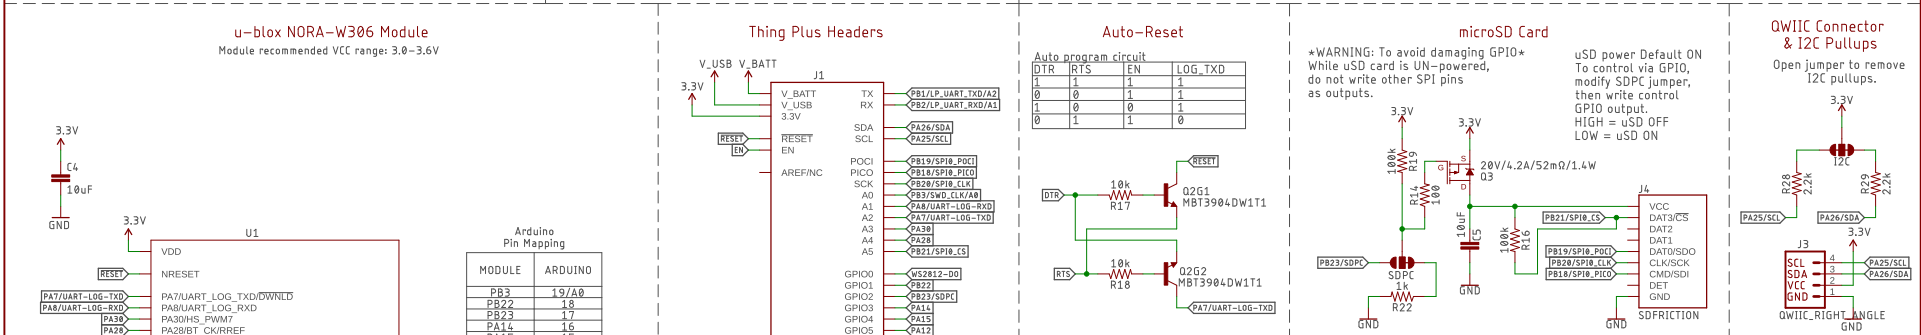 u-blox NORA-W306 Module
Module recommended VCC range: 3.0-3.6V
3.3V
C4
10uF
GND
3.3V
U1
VDD
RESET
NRESET
PA7/UART-LOG-TXD
PA7/UART_LOG_TXD/DWNLD
PA8/UART-LOG-RXD
PA8/UART_LOG_RXD
PA30
PA30/HS_PWM7
PA28
PA28/BT_CK/RREF
Arduino
Pin Mapping
MODULE ARDUINO
PB3 19/A0
PB22 18
PB23 17
PA14 16
Thing Plus Headers
V_USB V_BATT
3.3V
J1
V_BATT TX PB1/LP_UART_TXD/A2
V_USB RX PB2/LP_UART_RXD/A1
3.3V
SDA PA26/SDA
RESET RESET SCL PA25/SCL
EN EN
POCI PB19/SPI0_POCI
AREF/NC PICO PB18/SPI0_PICO
SCK PB20/SPI0_CLK
A0 PB3/SWD_CLK/A0
A1 PA8/UART-LOG-RXD
A2 PA7/UART-LOG-TXD
A3 PA30
A4 PA28
A5 PB21/SPI0_CS
GPIO0 WS2812-DO
GPIO1 PB22
GPIO2 PB23/SDPC
GPIO3 PA14
GPIO4 PA15
GPIO5 PA12
Auto-Reset
Auto program circuit
DTR RTS EN LOG_TXD
1 1 1 1
0 0 1 1
1 0 0 1
0 1 1 0
RESET
DTR
10k
R17
Q2G1
MBT3904DW1T1
RTS
10k
R18
Q2G2
MBT3904DW1T1
PA7/UART-LOG-TXD
microSD Card
*WARNING: To avoid damaging GPIO*
While uSD card is UN-powered,
do not write other SPI pins
as outputs.
uSD power Default ON
To control via GPIO,
modify SDPC jumper,
then write control
GPIO output.
HIGH = uSD OFF
LOW = uSD ON
3.3V
3.3V
100k
R19
R14
100
G
S
D
20V/4.2A/52mΩ/1.4W
Q3
10uF
C5
GND
100k
R16
PB23/SDPC
SDPC
1k
R22
GND
J4
VCC
PB21/SPI0_CS
DAT3/CS
DAT2
DAT1
PB19/SPI0_POCI
DAT0/SDO
PB20/SPI0_CLK
CLK/SCK
PB18/SPI0_PICO
CMD/SDI
DET
GND
GND
SDFRICTION
QWIIC Connector
& I2C Pullups
Open jumper to remove
I2C pullups.
3.3V
I2C
R28
2.2k
R29
2.2k
PA25/SCL
PA26/SDA
3.3V
J3
SCL 4 PA25/SCL
SDA 3 PA26/SDA
VCC 2
GND 1
QWIIC_RIGHT_ANGLE
GND